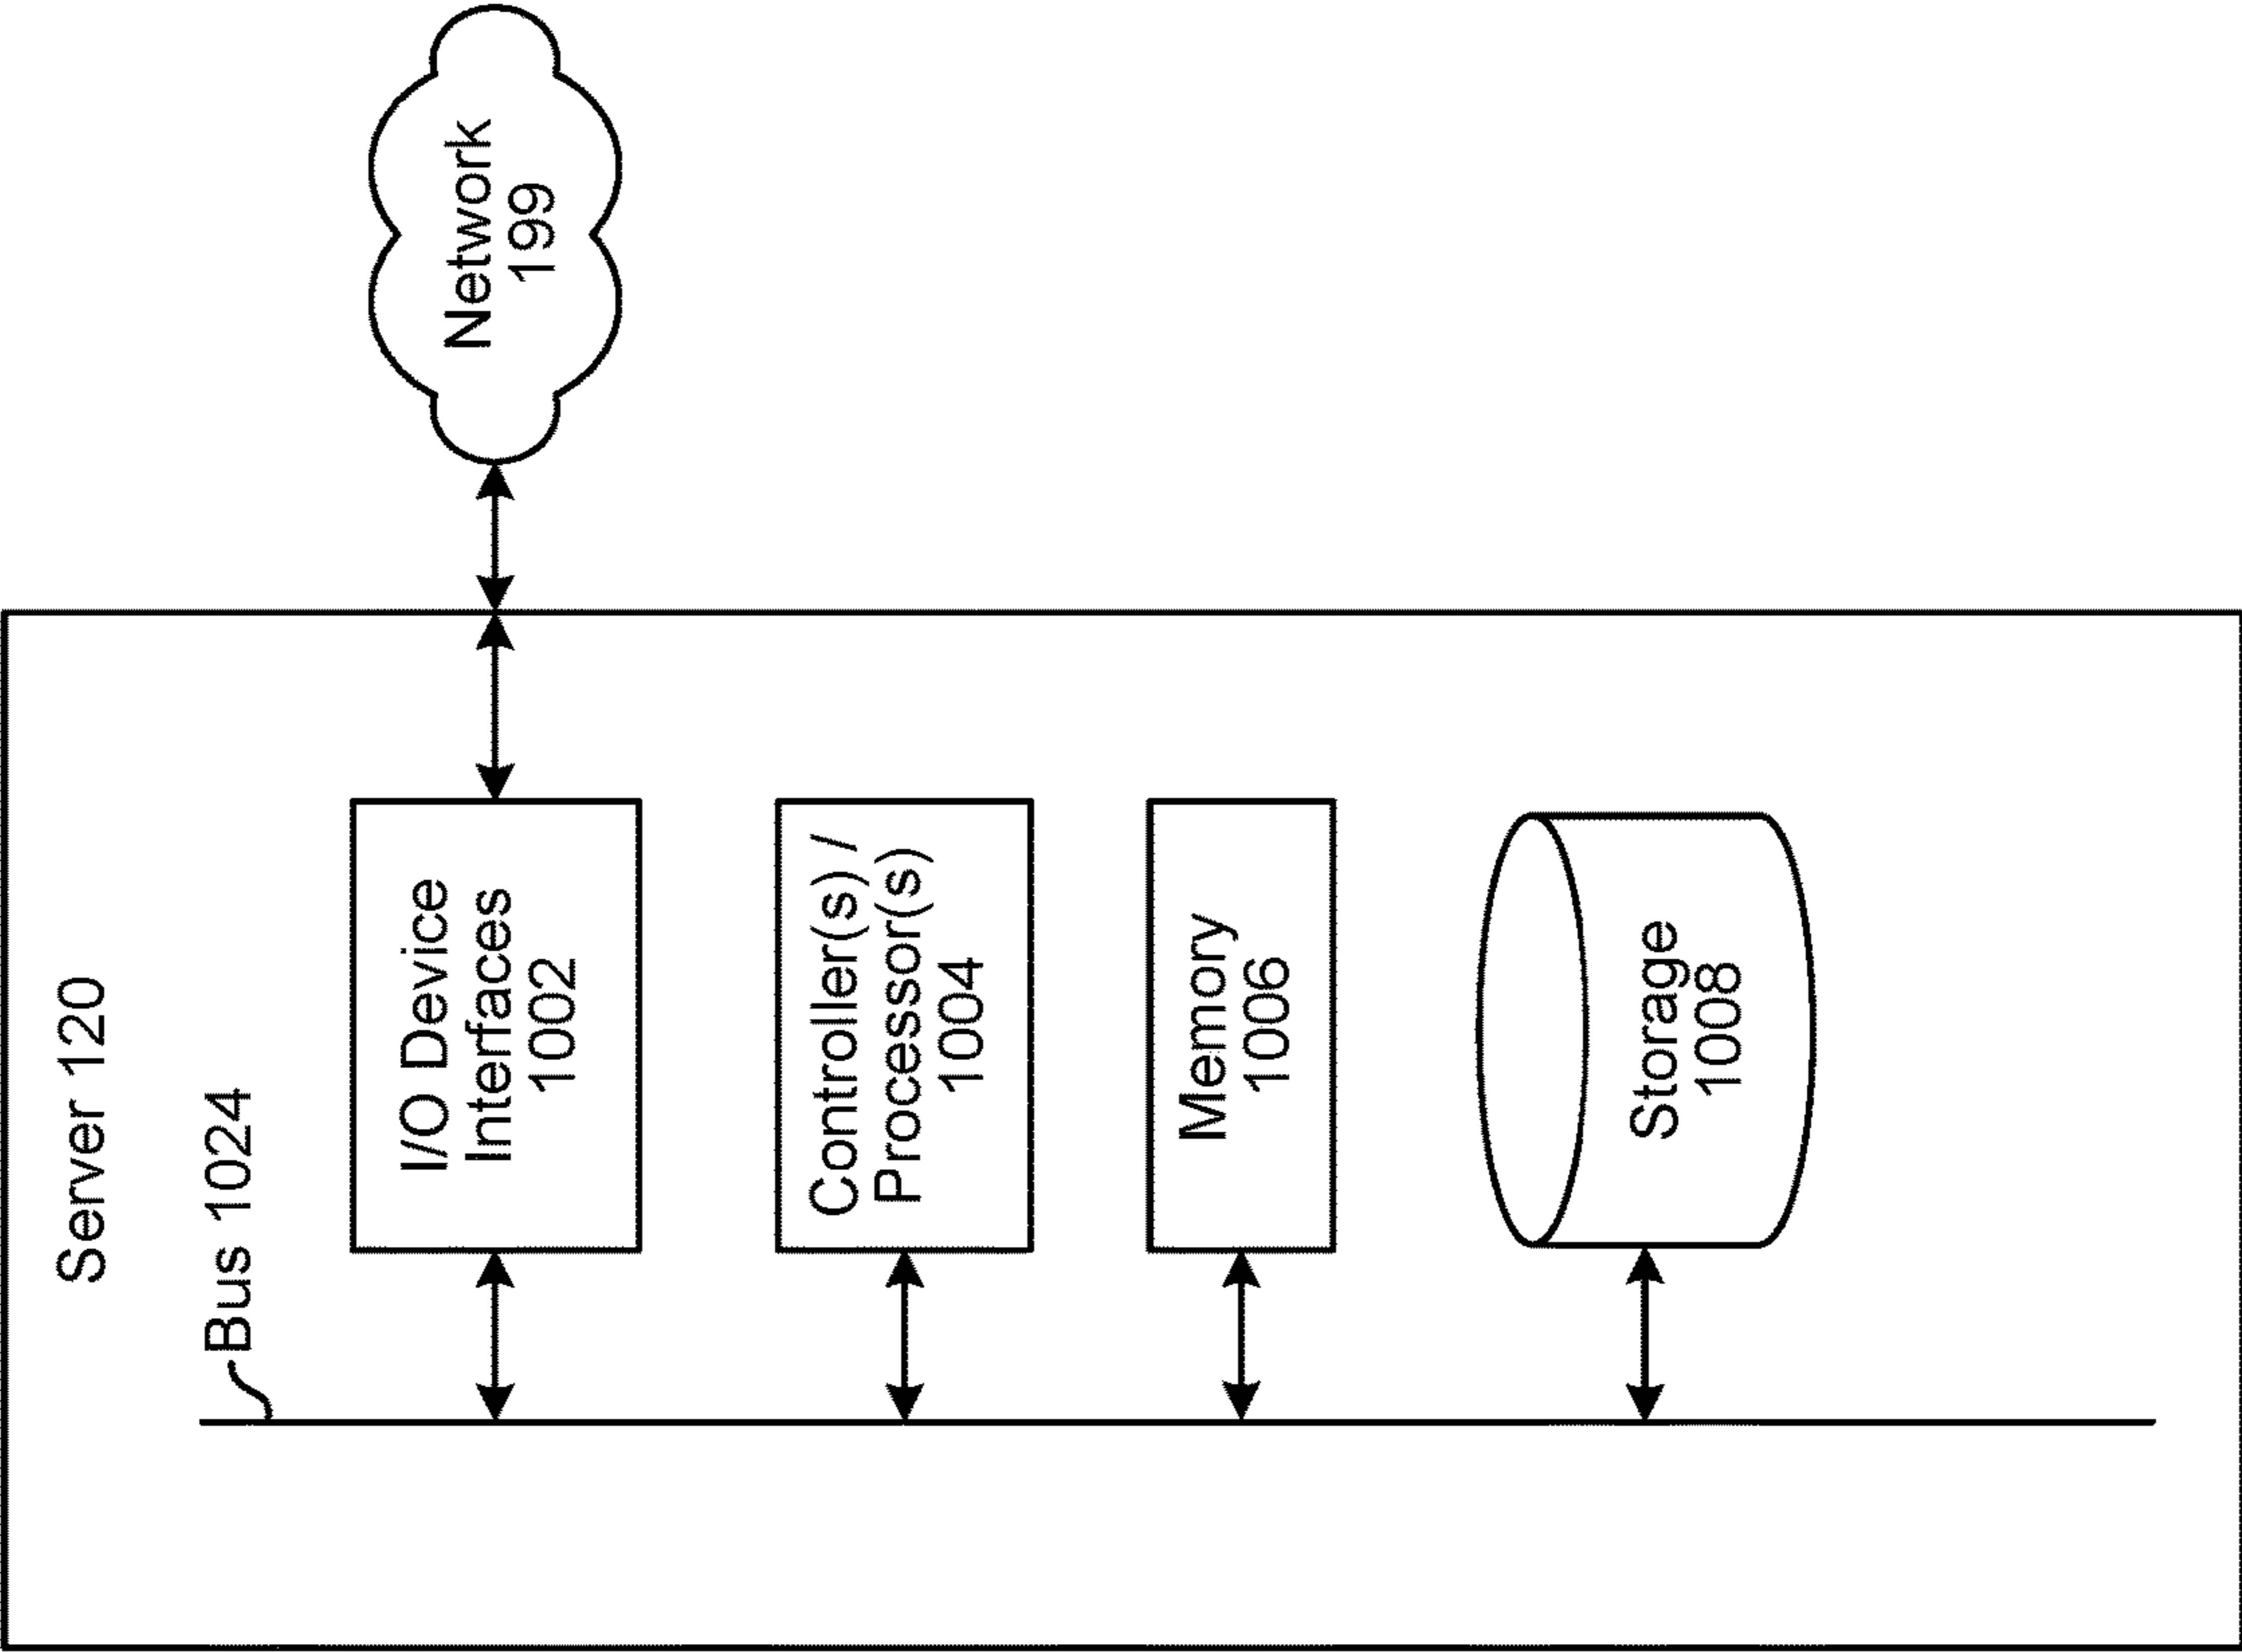 Server 120
Bus 1024
I/O Device
Interfaces
1002
Network
199
Controller(s) /
Processor(s)
1004
Memory
1006
Storage
1008